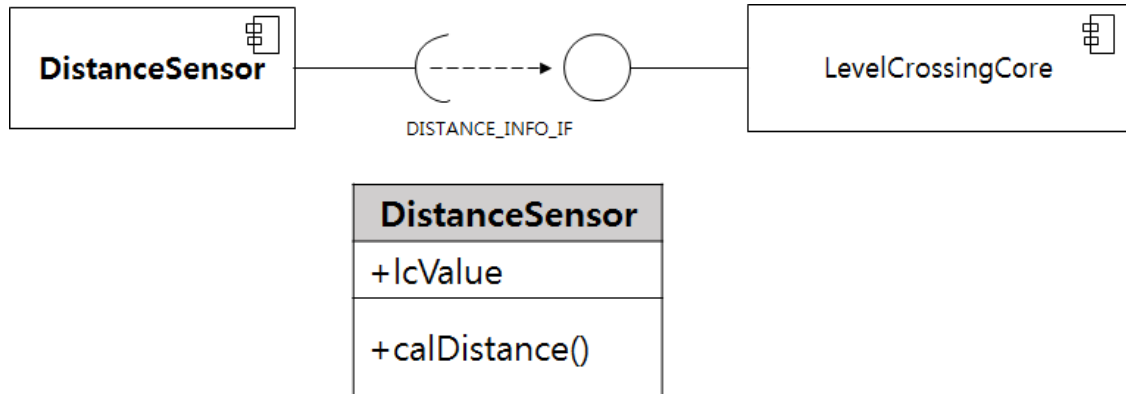 DistanceSensor
LevelCrossingCore
DISTANCE_INFO_IF
DistanceSensor
+lcValue
+calDistance()